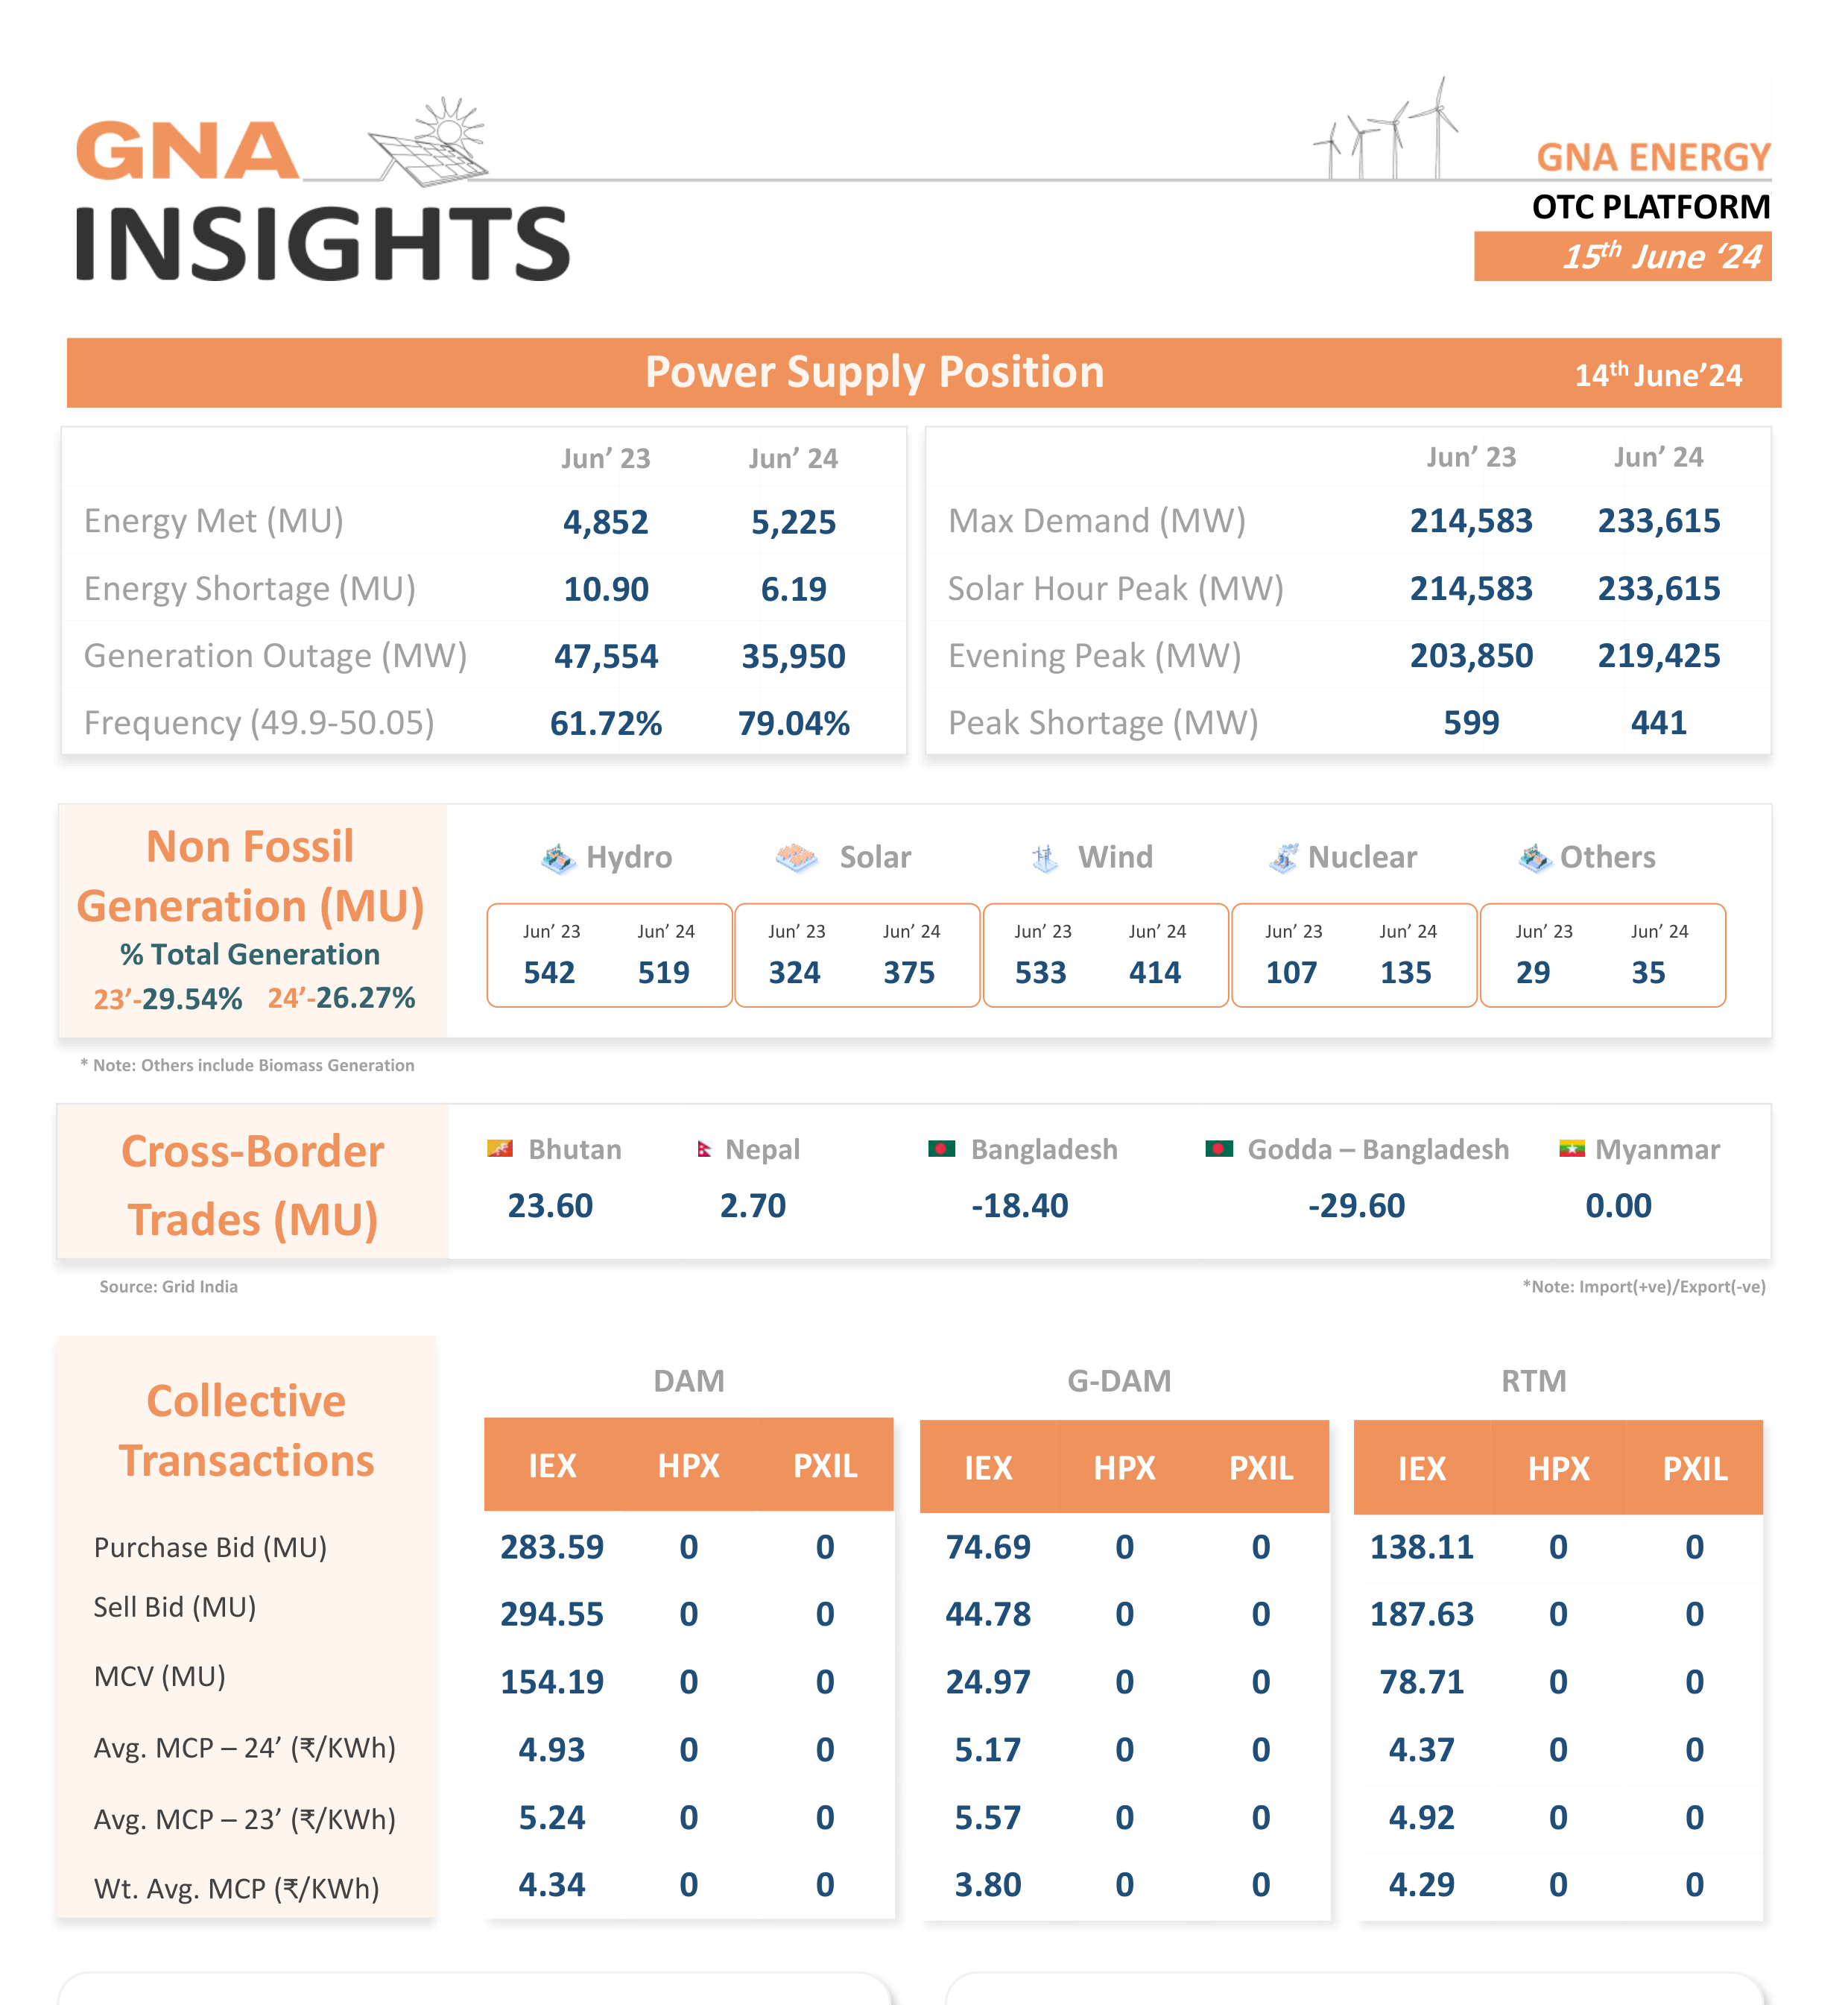 GNA
INSIGHTS
GNA ENERGY
OTC PLATFORM
15th June ‘24
Power Supply Position
14th June’24
Jun’ 23 Jun’ 24
Energy Met (MU) 4,852 5,225
Energy Shortage (MU) 10.90 6.19
Generation Outage (MW) 47,554 35,950
Frequency (49.9-50.05) 61.72% 79.04%
Jun’ 23 Jun’ 24
Max Demand (MW) 214,583 233,615
Solar Hour Peak (MW) 214,583 233,615
Evening Peak (MW) 203,850 219,425
Peak Shortage (MW) 599 441
Non Fossil
Generation (MU)
% Total Generation
23’-29.54% 24’-26.27%
Hydro Solar Wind Nuclear Others
Jun’ 23 Jun’ 24 Jun’ 23 Jun’ 24 Jun’ 23 Jun’ 24 Jun’ 23 Jun’ 24 Jun’ 23 Jun’ 24
542 519 324 375 533 414 107 135 29 35
* Note: Others include Biomass Generation
Cross-Border
Trades (MU)
Bhutan Nepal Bangladesh Godda – Bangladesh Myanmar
23.60 2.70 -18.40 -29.60 0.00
Source: Grid India
*Note: Import(+ve)/Export(-ve)
Collective
Transactions
DAM G-DAM RTM
IEX HPX PXIL IEX HPX PXIL IEX HPX PXIL
Purchase Bid (MU) 283.59 0 0 74.69 0 0 138.11 0 0
Sell Bid (MU) 294.55 0 0 44.78 0 0 187.63 0 0
MCV (MU) 154.19 0 0 24.97 0 0 78.71 0 0
Avg. MCP – 24’ (₹/KWh) 4.93 0 0 5.17 0 0 4.37 0 0
Avg. MCP – 23’ (₹/KWh) 5.24 0 0 5.57 0 0 4.92 0 0
Wt. Avg. MCP (₹/KWh) 4.34 0 0 3.80 0 0 4.29 0 0